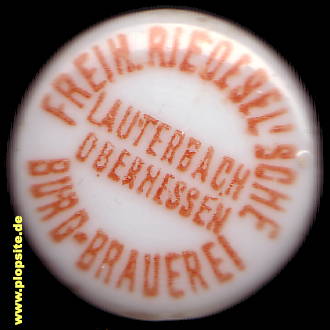 FREIH. RIEDESEL'SCHE
LAUTERBACH
OBERHESSEN
BURG-BRAUEREI
www.plopsite.de